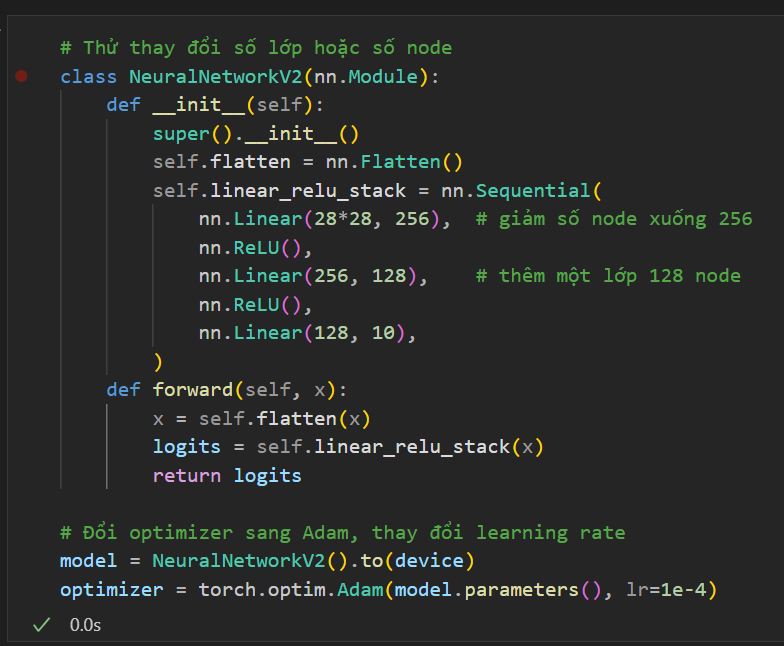 # Thử thay đổi số lớp hoặc số node
class NeuralNetworkV2(nn.Module):
    def __init__(self):
        super().__init__()
        self.flatten = nn.Flatten()
        self.linear_relu_stack = nn.Sequential(
            nn.Linear(28*28, 256),  # giảm số node xuống 256
            nn.ReLU(),
            nn.Linear(256, 128),    # thêm một lớp 128 node
            nn.ReLU(),
            nn.Linear(128, 10),
        )
    def forward(self, x):
        x = self.flatten(x)
        logits = self.linear_relu_stack(x)
        return logits

# Đổi optimizer sang Adam, thay đổi learning rate
model = NeuralNetworkV2().to(device)
optimizer = torch.optim.Adam(model.parameters(), lr=1e-4)
0.0s